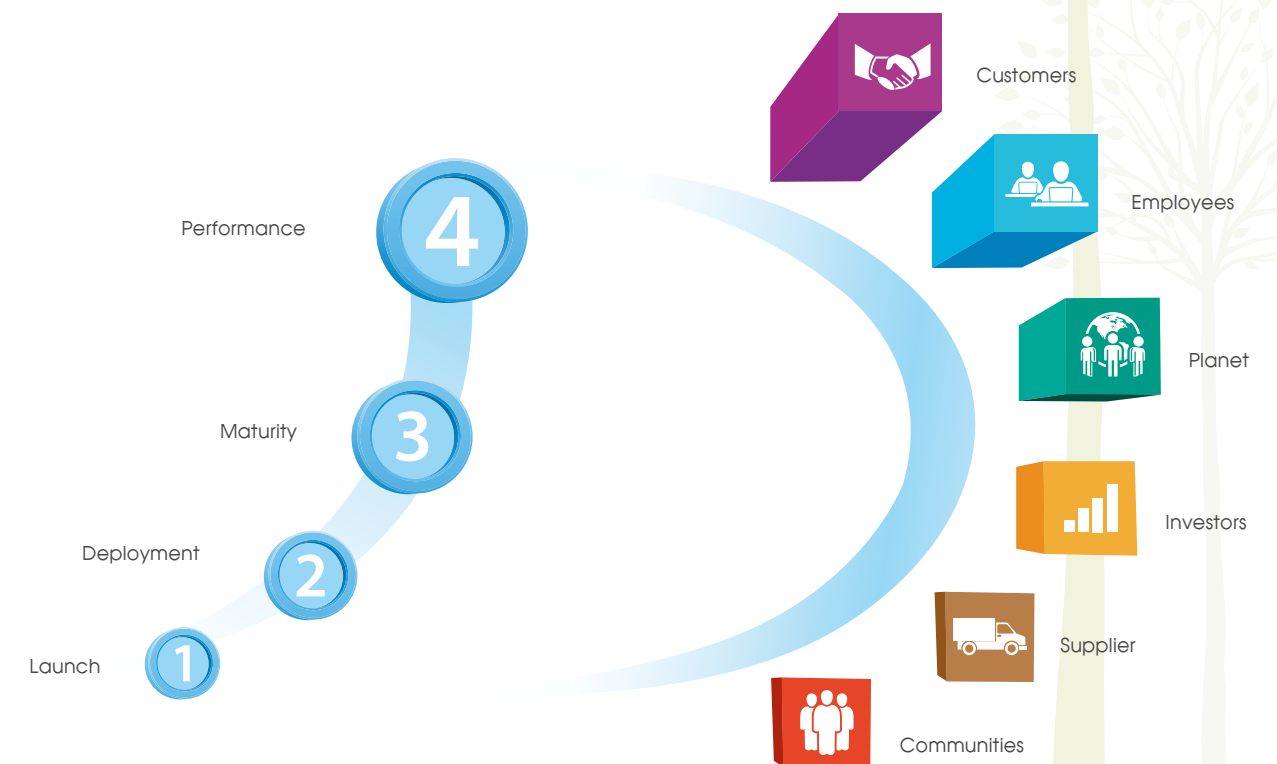 Customers
Employees
Performance
4
Planet
Maturity
3
Investors
Deployment
2
Supplier
Launch
1
Communities